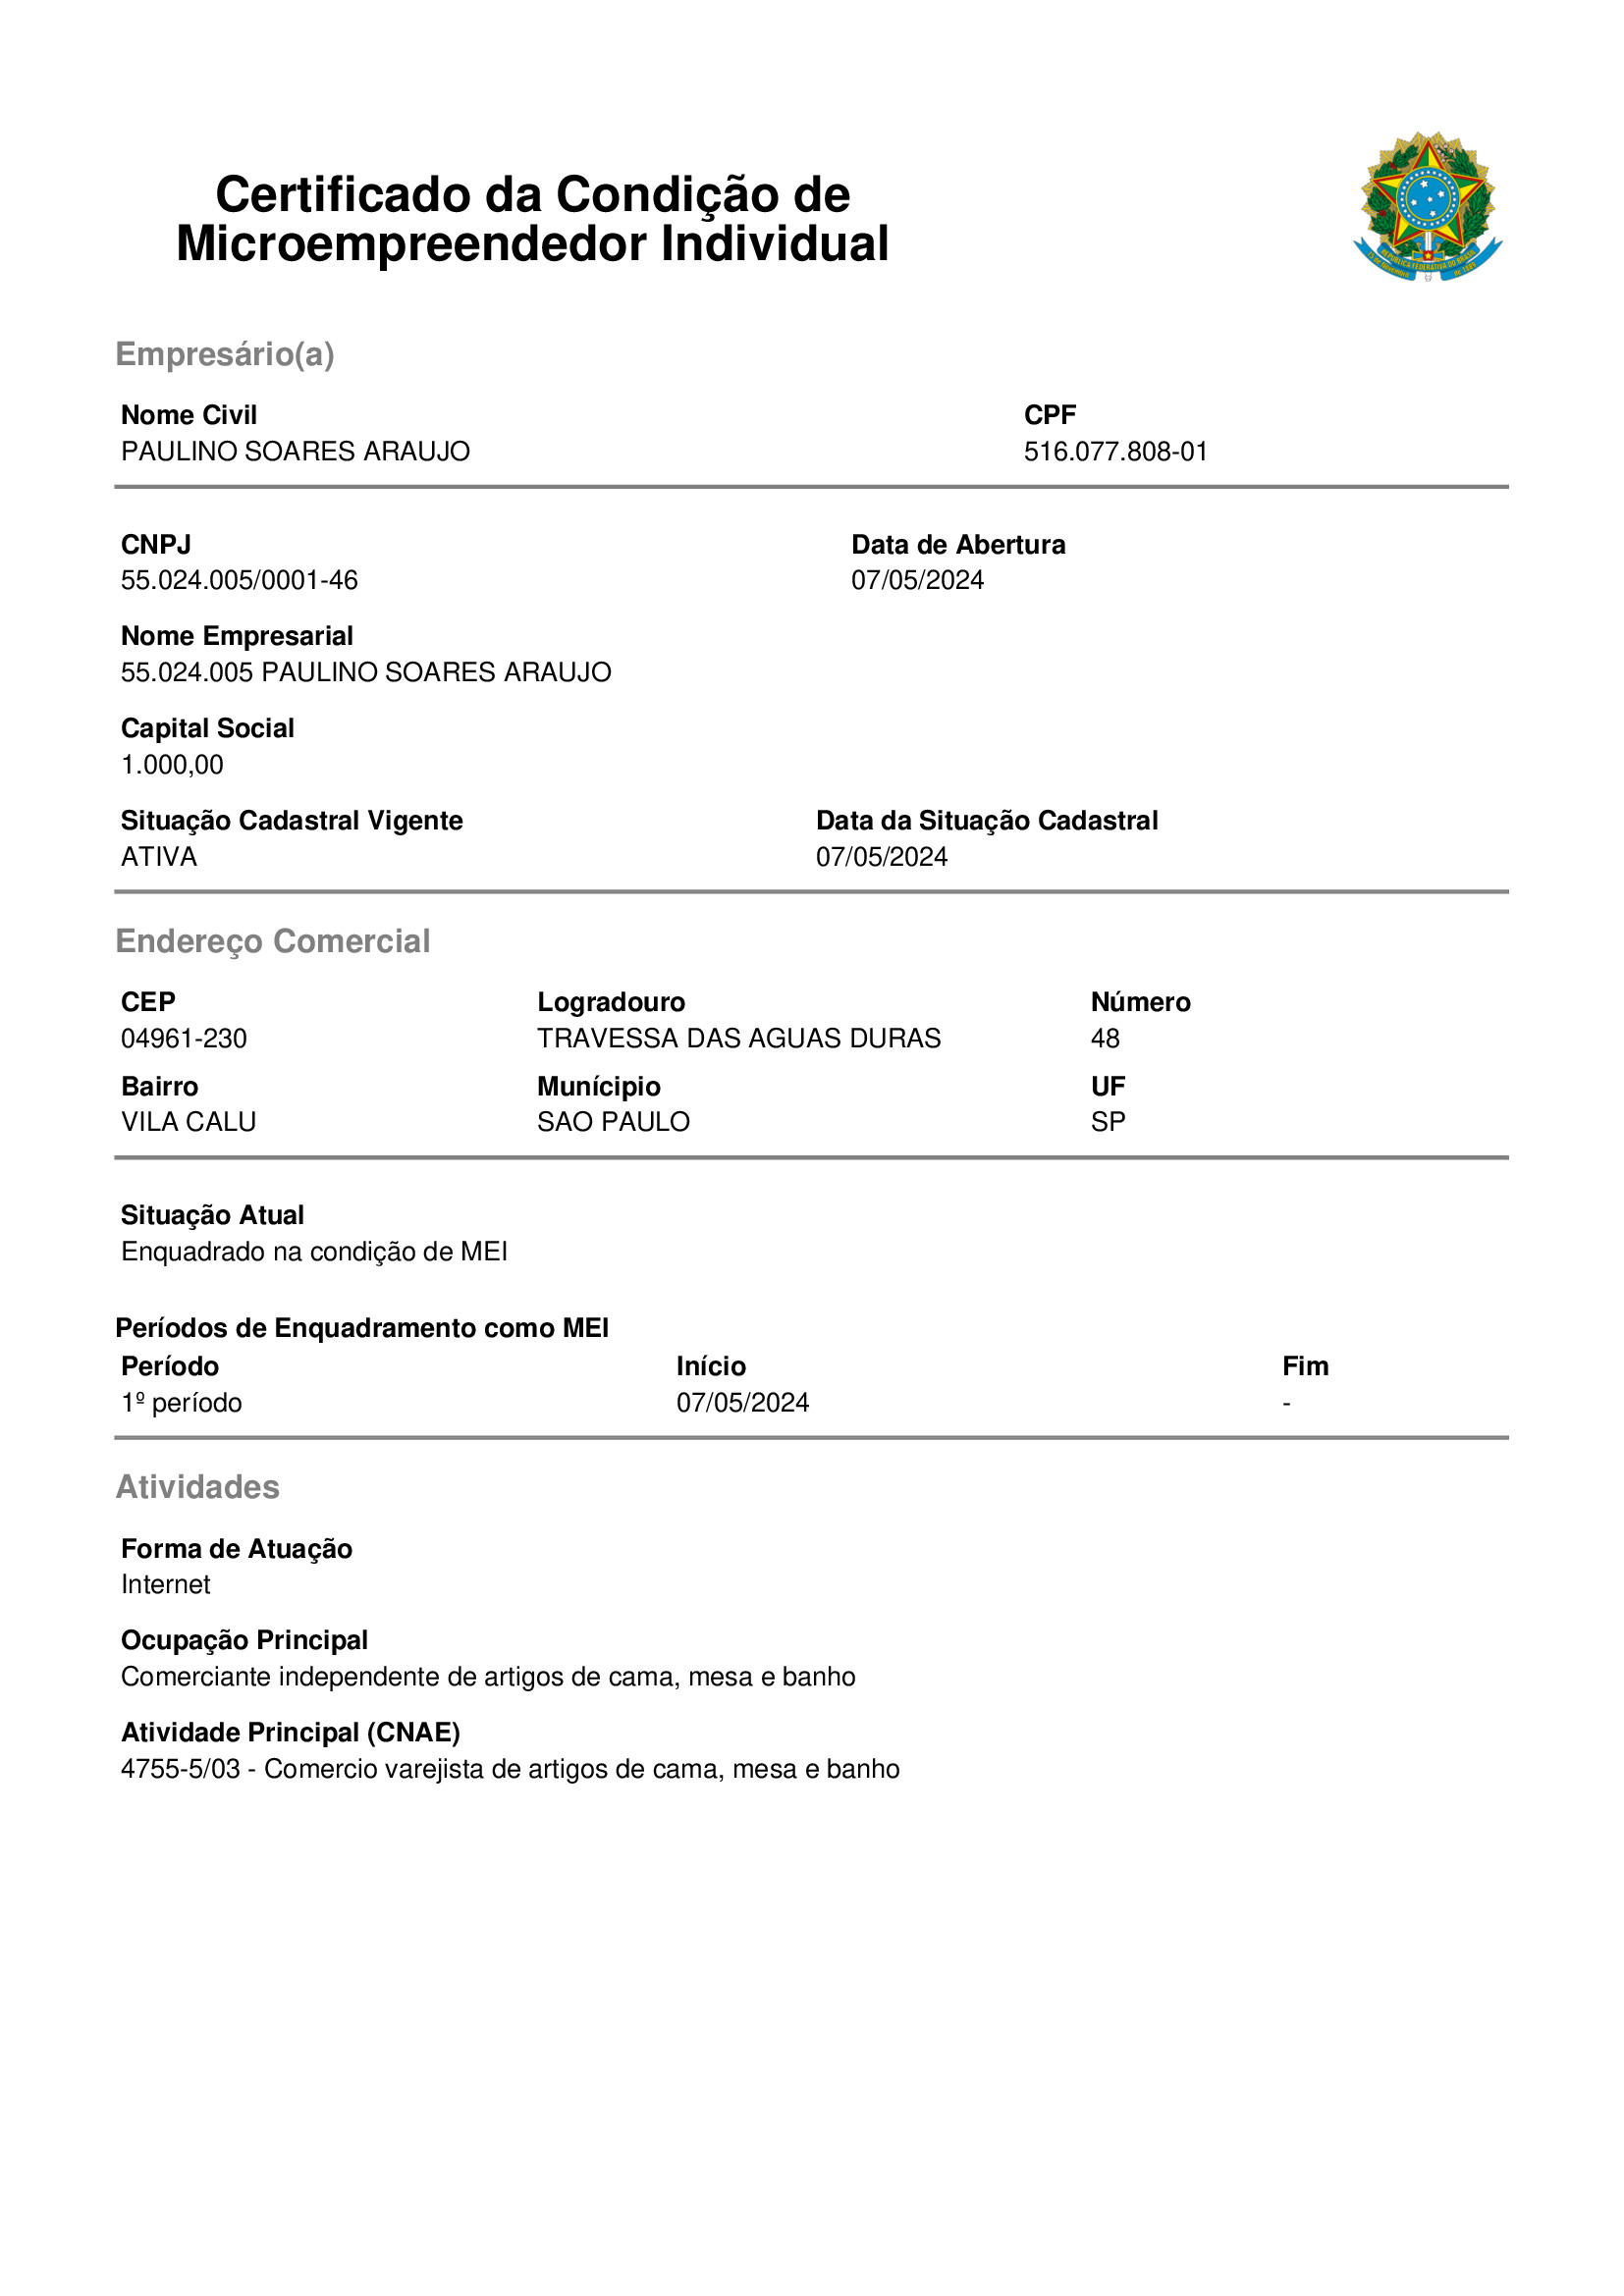 Certificado da Condição de
Microempreendedor Individual
REPÚBLICA FEDERATIVA DO BRASIL
15 de Novembro de 1889
Empresário(a)
Nome Civil CPF
PAULINO SOARES ARAUJO 516.077.808-01
CNPJ Data de Abertura
55.024.005/0001-46 07/05/2024
Nome Empresarial
55.024.005 PAULINO SOARES ARAUJO
Capital Social
1.000,00
Situação Cadastral Vigente Data da Situação Cadastral
ATIVA 07/05/2024
Endereço Comercial
CEP Logradouro Número
04961-230 TRAVESSA DAS AGUAS DURAS 48
Bairro Munícipio UF
VILA CALU SAO PAULO SP
Situação Atual
Enquadrado na condição de MEI
Períodos de Enquadramento como MEI
Período Início Fim
1º período 07/05/2024 -
Atividades
Forma de Atuação
Internet
Ocupação Principal
Comerciante independente de artigos de cama, mesa e banho
Atividade Principal (CNAE)
4755-5/03 - Comercio varejista de artigos de cama, mesa e banho